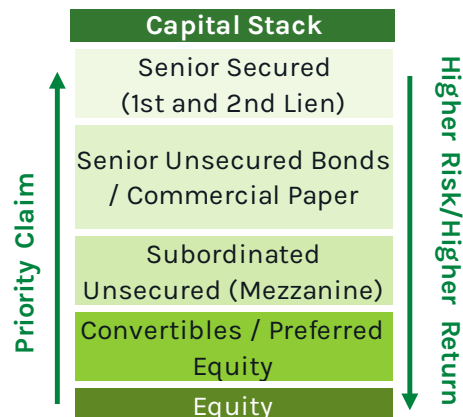 Capital Stack
Senior Secured
(1st and 2nd Lien)
Senior Unsecured Bonds
/ Commercial Paper
Subordinated
Unsecured (Mezzanine)
Convertibles / Preferred
Equity
Equity
Priority Claim
Higher Risk/Higher Return